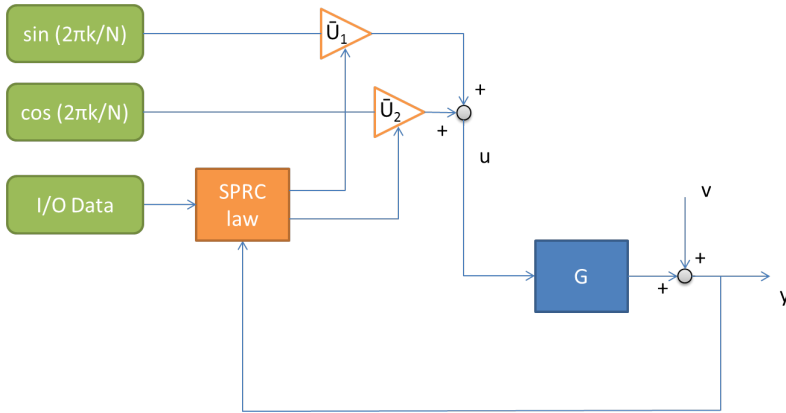 sin (2πk/N)
Ū₁
+
cos (2πk/N)
Ū₂
+
u
I/O Data
SPRC
law
v
+
G
+
y